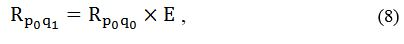 R_{p_0 q_1} = R_{p_0 q_0} × E , (8)